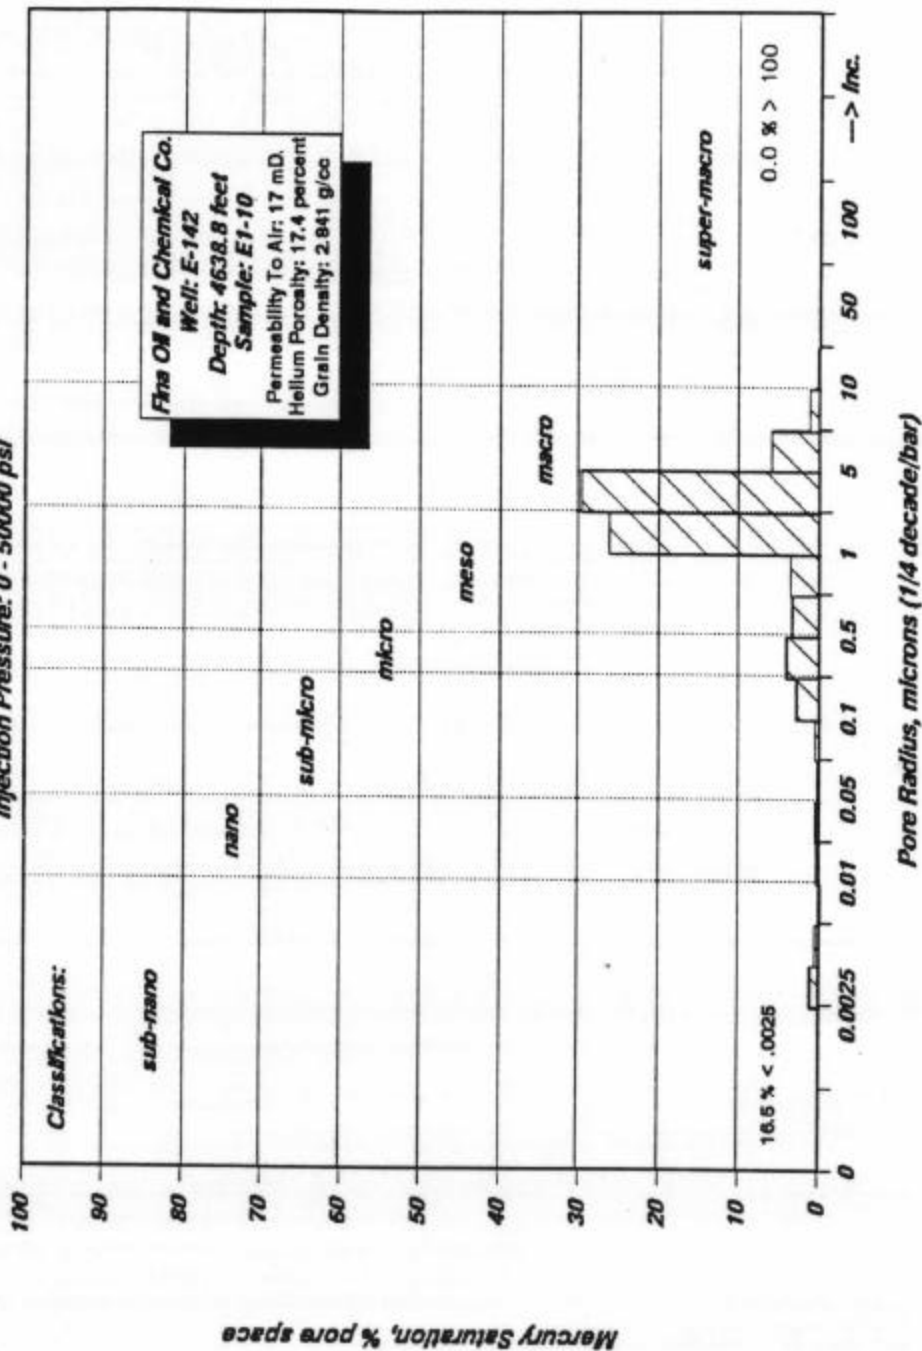 Injection Pressure: 0 - 50000 psi
Classifications:
sub-nano
nano
sub-micro
micro
meso
macro
super-macro
Fina Oil and Chemical Co.
Well: E-142
Depth: 4638.8 feet
Sample: E1-10
Permeability To Air: 17 mD.
Helium Porosity: 17.4 percent
Grain Density: 2.841 g/cc
16.5 % < .0025
0.0 % > 100
Mercury Saturation, % pore space
100
90
80
70
60
50
40
30
20
10
0
0 0.0025 0.01 0.05 0.1 0.5 1 5 10 50 100 ---> Inc.
Pore Radius, microns (1/4 decade/bar)